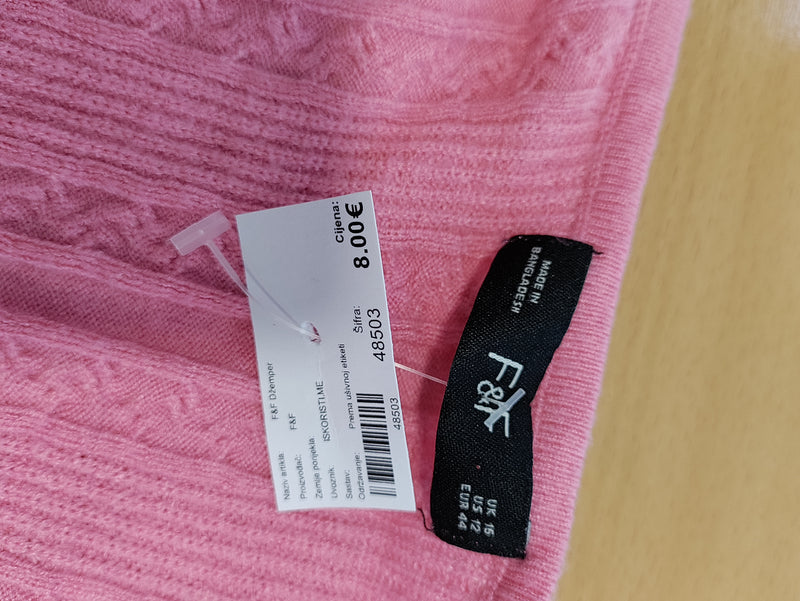 Naziv artikla: F&F Džemper
Proizvođač: F&F
Zemlje porijekla:
Uvoznik: ISKORISTI,ME
Sastav:
Održavanje: Prema ušivnoj etiketi
48503
Šifra:
48503
Cijena:
8.00€
MADE IN
BANGLADESH
F&F
UK 16
US 12
EUR 44